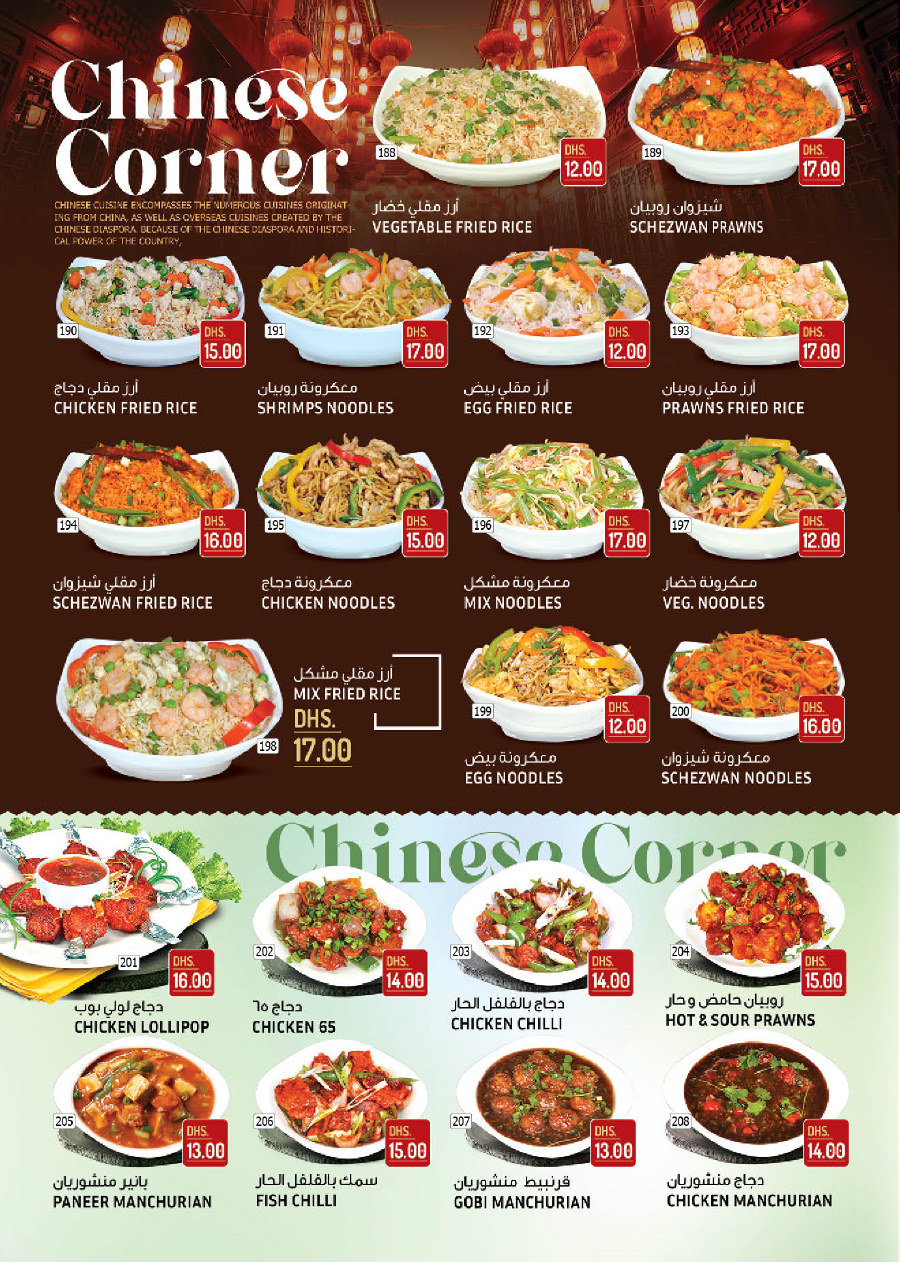 Chinese
Corner
CHINESE CUISINE ENCOMPASSES THE NUMEROUS CUISINES ORIGINAT-
ING FROM CHINA, AS WELL AS OVERSEAS CUISINES CREATED BY THE
CHINESE DIASPORA. BECAUSE OF THE CHINESE DIASPORA AND HISTORI-
CAL POWER OF THE COUNTRY,
188
DHS.
12.00
أرز مقلي خضار
VEGETABLE FRIED RICE
189
DHS.
17.00
شيزوان روبيان
SCHEZWAN PRAWNS
190
DHS.
15.00
أرز مقلي دجاج
CHICKEN FRIED RICE
191
DHS.
17.00
معكرونة روبيان
SHRIMPS NOODLES
192
DHS.
12.00
أرز مقلي بيض
EGG FRIED RICE
193
DHS.
17.00
أرز مقلي روبيان
PRAWNS FRIED RICE
194
DHS.
16.00
أرز مقلي شيزوان
SCHEZWAN FRIED RICE
195
DHS.
15.00
معكرونة دجاج
CHICKEN NOODLES
196
DHS.
17.00
معكرونة مشكل
MIX NOODLES
197
DHS.
12.00
معكرونة خضار
VEG. NOODLES
198
أرز مقلي مشكل
MIX FRIED RICE
DHS.
17.00
199
DHS.
12.00
معكرونة بيض
EGG NOODLES
200
DHS.
16.00
معكرونة شيزوان
SCHEZWAN NOODLES
Chinese Corner
201
DHS.
16.00
دجاج لولي بوب
CHICKEN LOLLIPOP
202
DHS.
14.00
دجاج ٦٥
CHICKEN 65
203
DHS.
14.00
دجاج بالفلفل الحار
CHICKEN CHILLI
204
DHS.
15.00
روبيان حامض و حار
HOT & SOUR PRAWNS
205
DHS.
13.00
بانير منشوريان
PANEER MANCHURIAN
206
DHS.
15.00
سمك بالفلفل الحار
FISH CHILLI
207
DHS.
13.00
قرنبيط منشوريان
GOBI MANCHURIAN
208
DHS.
14.00
دجاج منشوريان
CHICKEN MANCHURIAN